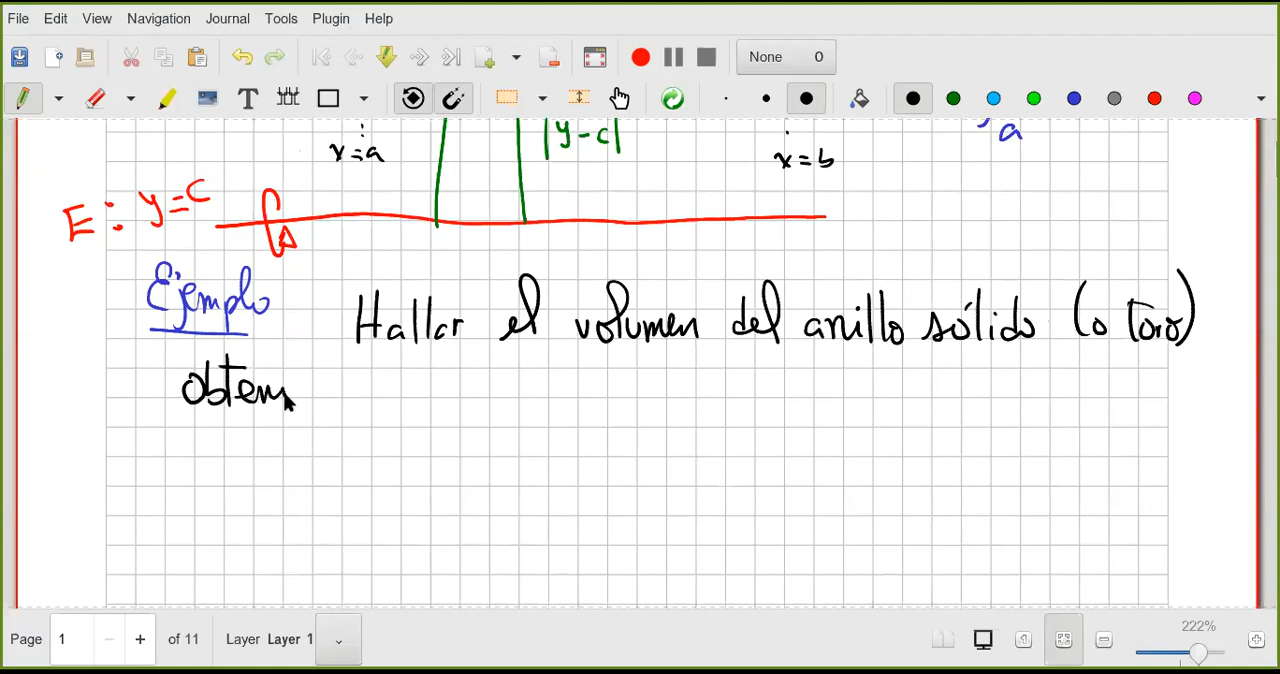 File Edit View Navigation Journal Tools Plugin Help
None 0
x=a
|y-c|
x=b
a
E: y=c
Ejemplo Hallar el volumen del anillo sólido (o toro)
obten
Page 1 of 11 Layer Layer 1 222%